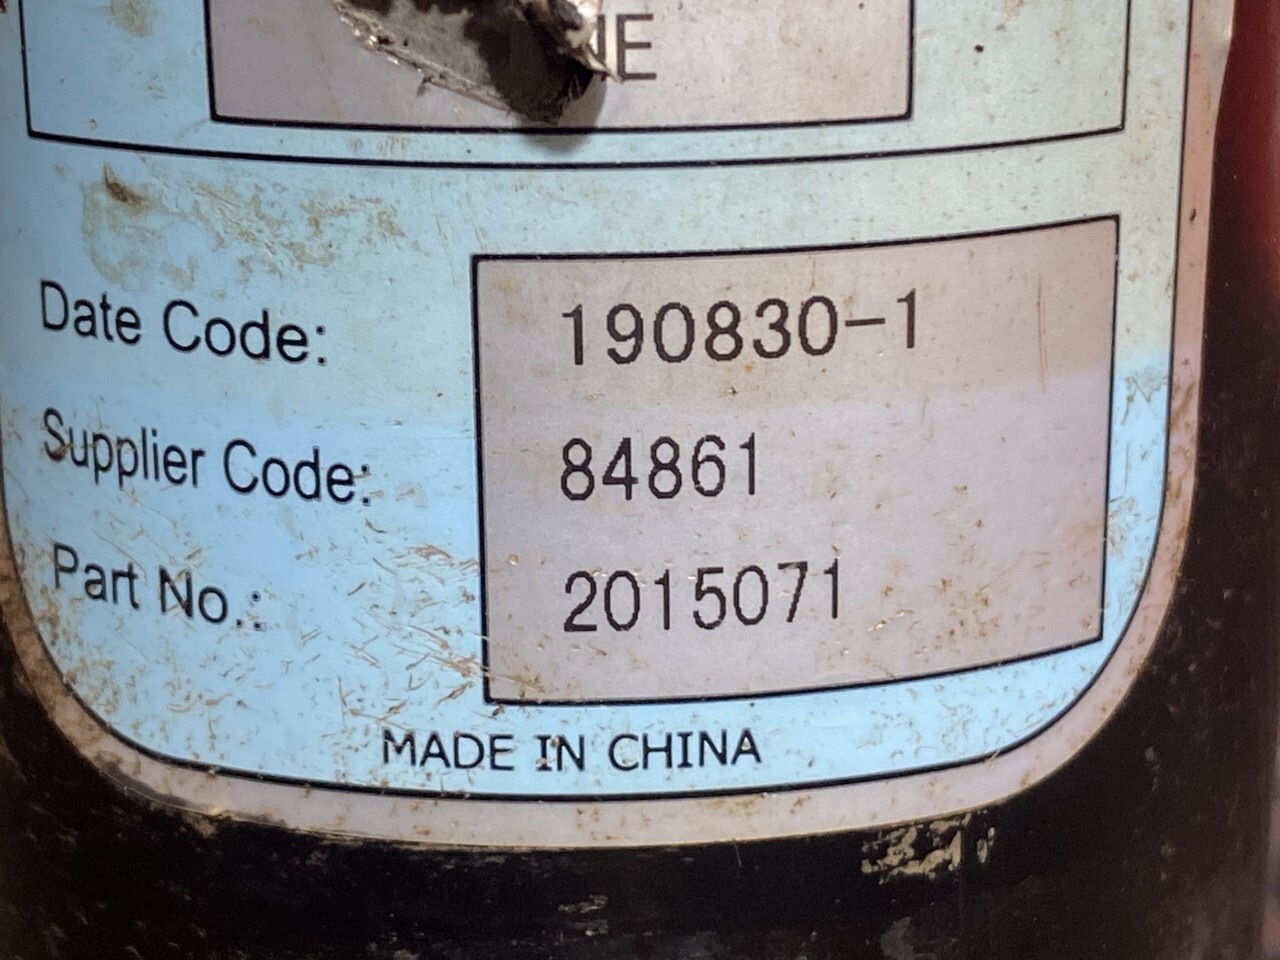 Date Code: 190830-1
Supplier Code: 84861
Part No.: 2015071
MADE IN CHINA